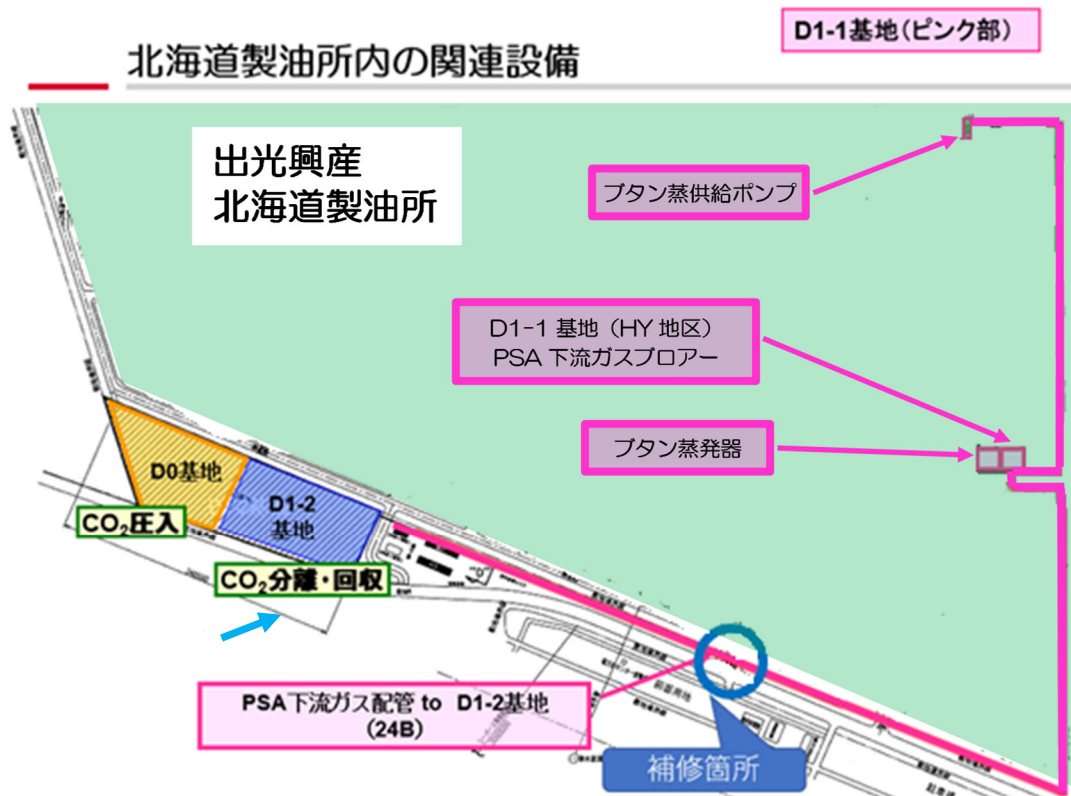 D1-1基地(ピンク部)
北海道製油所内の関連設備
出光興産
北海道製油所
ブタン蒸供給ポンプ
D1-1 基地（HY 地区）
PSA 下流ガスブロアー
ブタン蒸発器
D0基地
D1-2
基地
CO₂圧入
CO₂分離・回収
PSA下流ガス配管 to D1-2基地
(24B)
前面用地
補修箇所